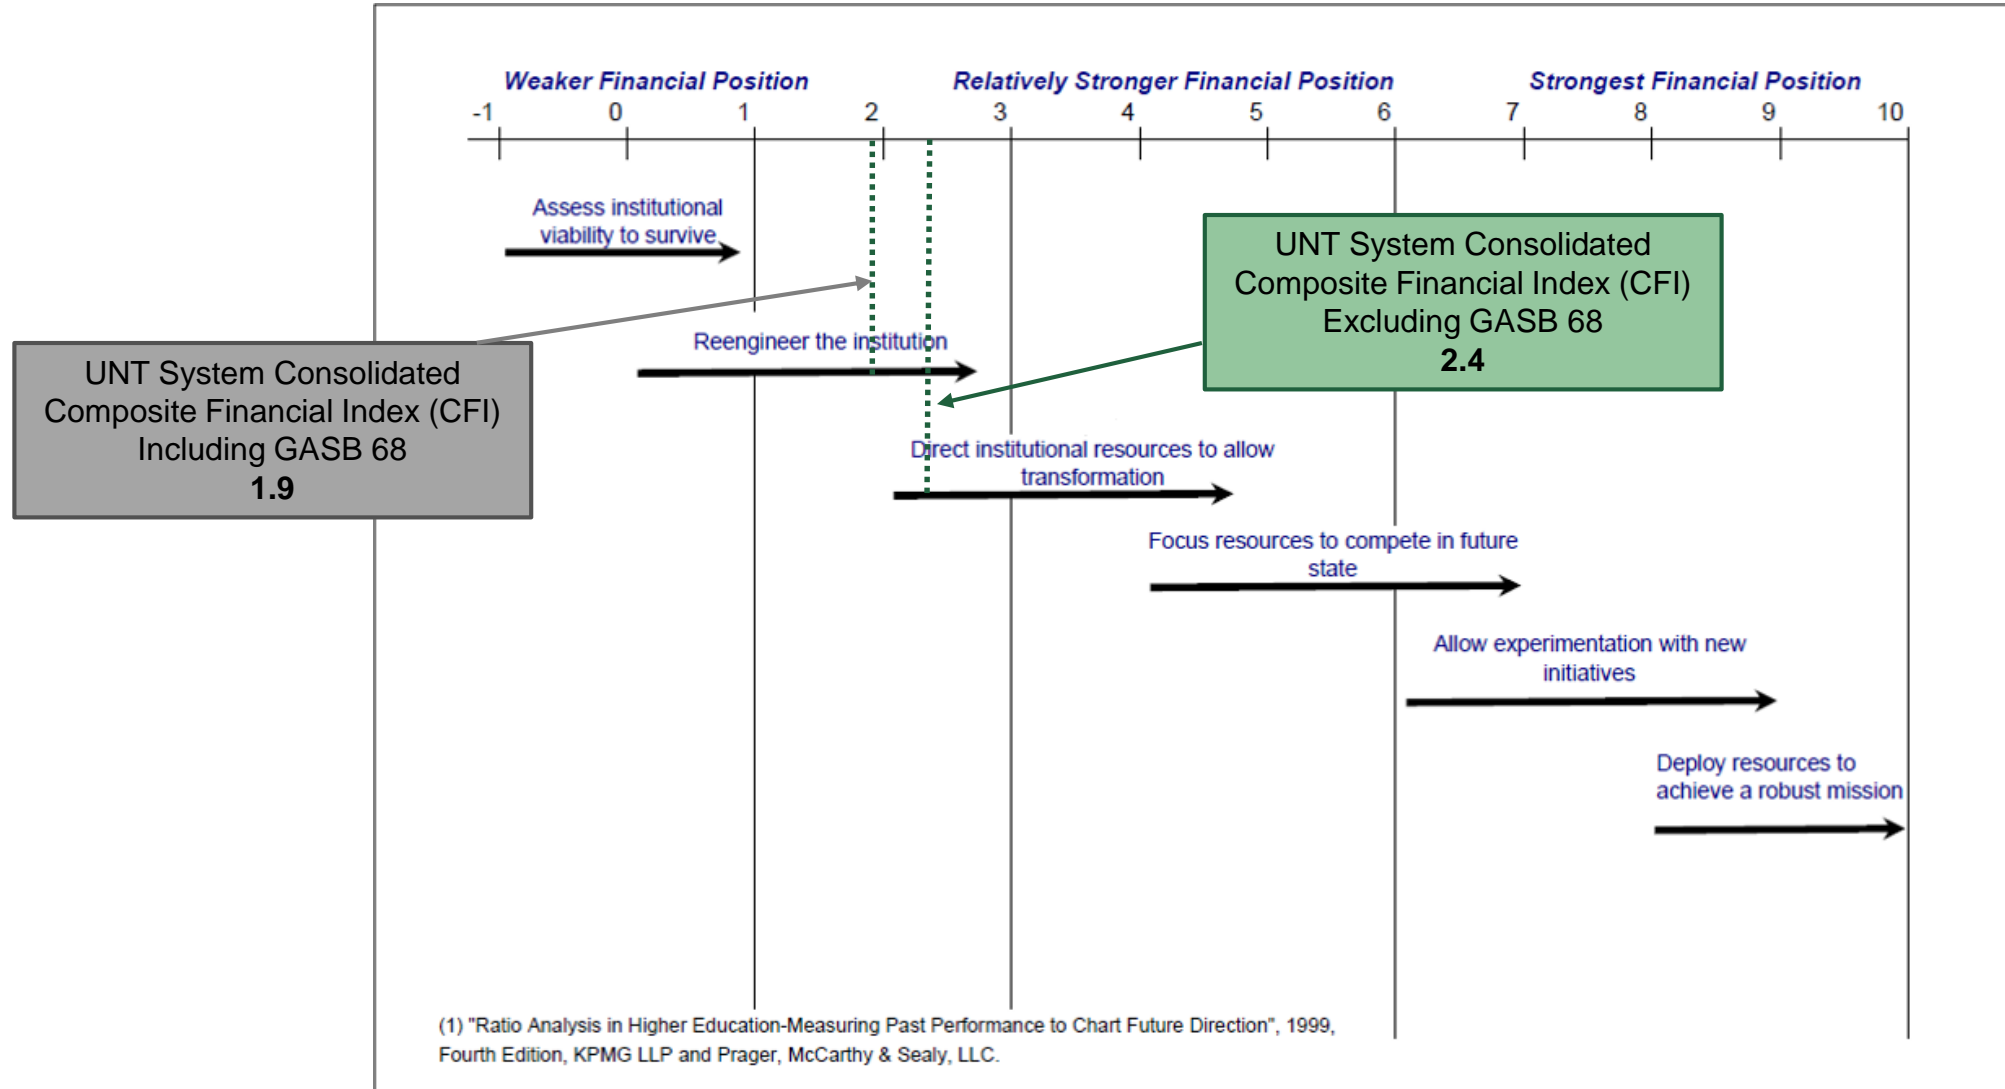 Weaker Financial Position
Relatively Stronger Financial Position
Strongest Financial Position
-1 0 1 2 3 4 5 6 7 8 9 10
Assess institutional
viability to survive
UNT System Consolidated
Composite Financial Index (CFI)
Excluding GASB 68
2.4
Reengineer the institution
UNT System Consolidated
Composite Financial Index (CFI)
Including GASB 68
1.9
Direct institutional resources to allow
transformation
Focus resources to compete in future
state
Allow experimentation with new
initiatives
Deploy resources to
achieve a robust mission
(1) "Ratio Analysis in Higher Education-Measuring Past Performance to Chart Future Direction", 1999,
Fourth Edition, KPMG LLP and Prager, McCarthy & Sealy, LLC.